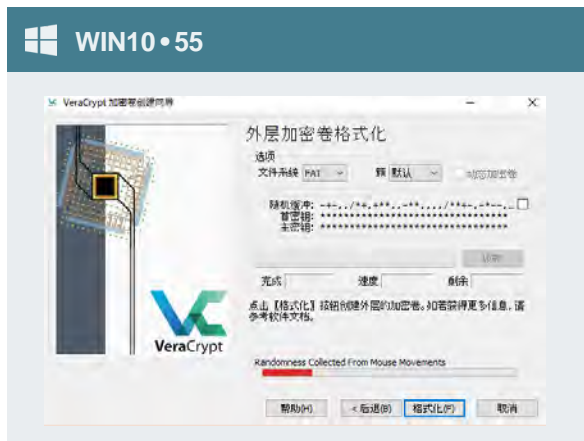 WIN10•55
VeraCrypt 加密卷创建向导
外层加密卷格式化
选项
文件系统 FAT 簇 默认 动态加密卷
随机缓冲: -+-,./*+,+**..-**,.../**+-,-*--,.
首密钥: ********************************
主密钥: ********************************
完成 速度 剩余
点击【格式化】按钮创建外层的加密卷。如若获得更多信息，请
参考软件文档。
VeraCrypt
Randomness Collected From Mouse Movements
帮助(H) < 后退(B) 格式化(F) 取消